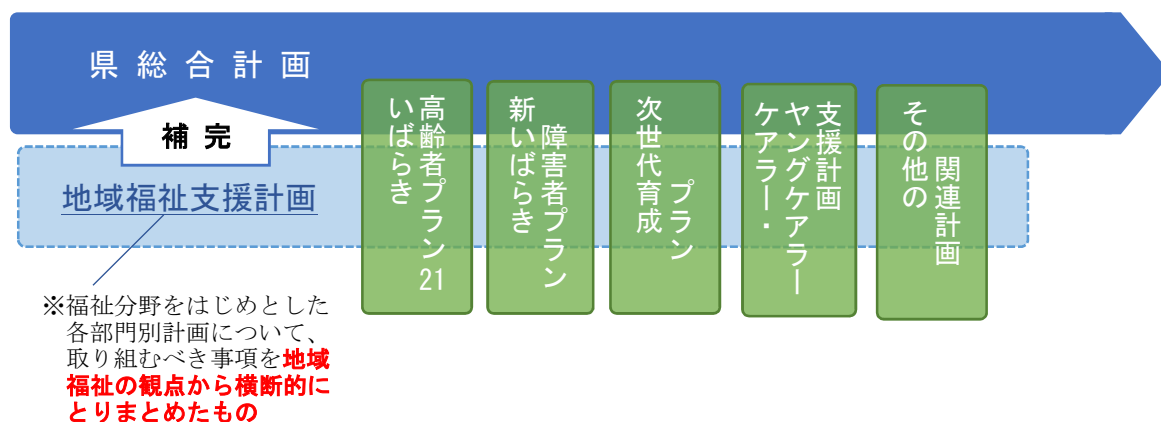 県総合計画
補完
地域福祉支援計画
いばらき
高齢者プラン21
新いばらき
障害者プラン
次世代育成
プラン
ケアラー・
ヤングケアラー
支援計画
その他の
関連計画
※福祉分野をはじめとした
各部門別計画について、
取り組むべき事項を地域
福祉の観点から横断的に
とりまとめたもの